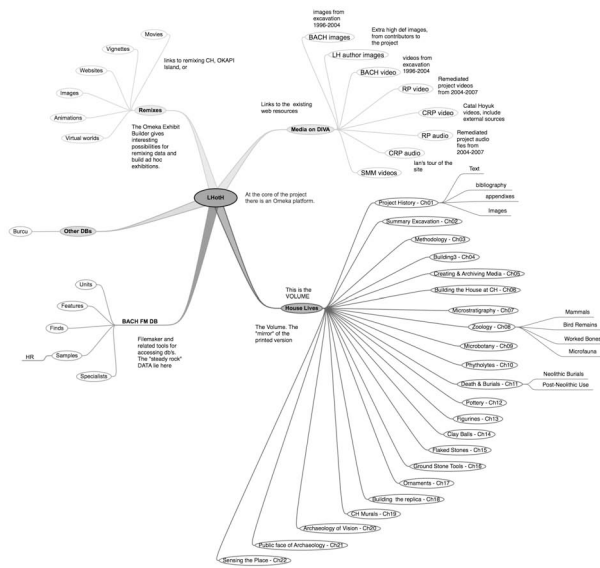 Movies
Vignettes
Websites
Images
Animations
Virtual worlds
Remixes
links to remixing CH, OKAPI
Island, or
The Omeka Exhibit
Builder gives
interesting
possibilities for
remixing data and
build ad hoc
exhibitions.
images from
excavation
1996-2004
BACH images
Extra high def images,
from contributors to
the project
LH author images
videos from
excavation
1996-2004
BACH video
Remediated
project videos
from 2004-2007
RP video
Catal Hoyuk
videos, include
external sources
CRP video
Remediated
project audio
fies from
2004-2007
RP audio
CRP audio
Ian's tour of the
site
SMM videos
Links to the existing
web resources
Media on DIVA
LHotH
At the core of the project
there is an Omeka platform.
Other DBs
Burcu
Units
Features
Finds
Samples
HR
Specialists
BACH FM DB
Filemaker and
related tools for
accessing db's.
The "steady rock"
DATA lie here
This is the
VOLUME
House Lives
The Volume. The
"mirror" of the
printed version
Project History - Ch01
Text
bibliography
appendixes
Images
Summary Excavation - Ch02
Methodology - Ch03
Building3 - Ch04
Creating & Archiving Media - Ch05
Building the House at CH - Ch06
Microstratigraphy - Ch07
Zoology - Ch08
Mammals
Bird Remains
Worked Bones
Microfauna
Microbotany - Ch09
Phytholytes - Ch10
Death & Burials - Ch11
Neolithic Burials
Post-Neolithic Use
Pottery - Ch12
Figurines - Ch13
Clay Balls - Ch14
Flaked Stones - Ch15
Ground Stone Tools - Ch16
Ornaments - Ch17
Building the replica - Ch18
CH Murals - Ch19
Archaeology of Vision - Ch20
Public face of Archaeology - Ch21
Sensing the Place - Ch22